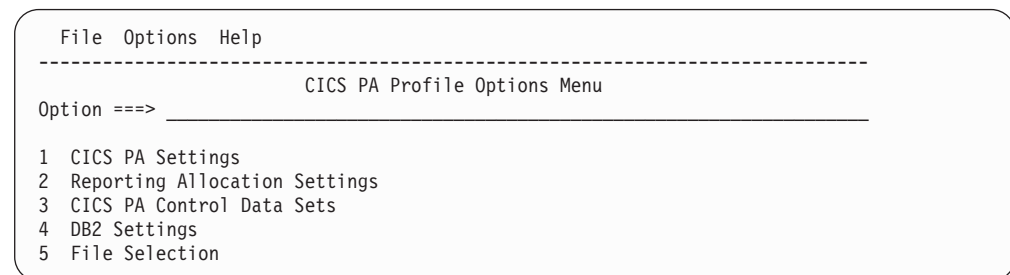 File Options Help
-------------------------------------------------------------------------------
CICS PA Profile Options Menu
Option ===> ___________________________________________________________________
1 CICS PA Settings
2 Reporting Allocation Settings
3 CICS PA Control Data Sets
4 DB2 Settings
5 File Selection